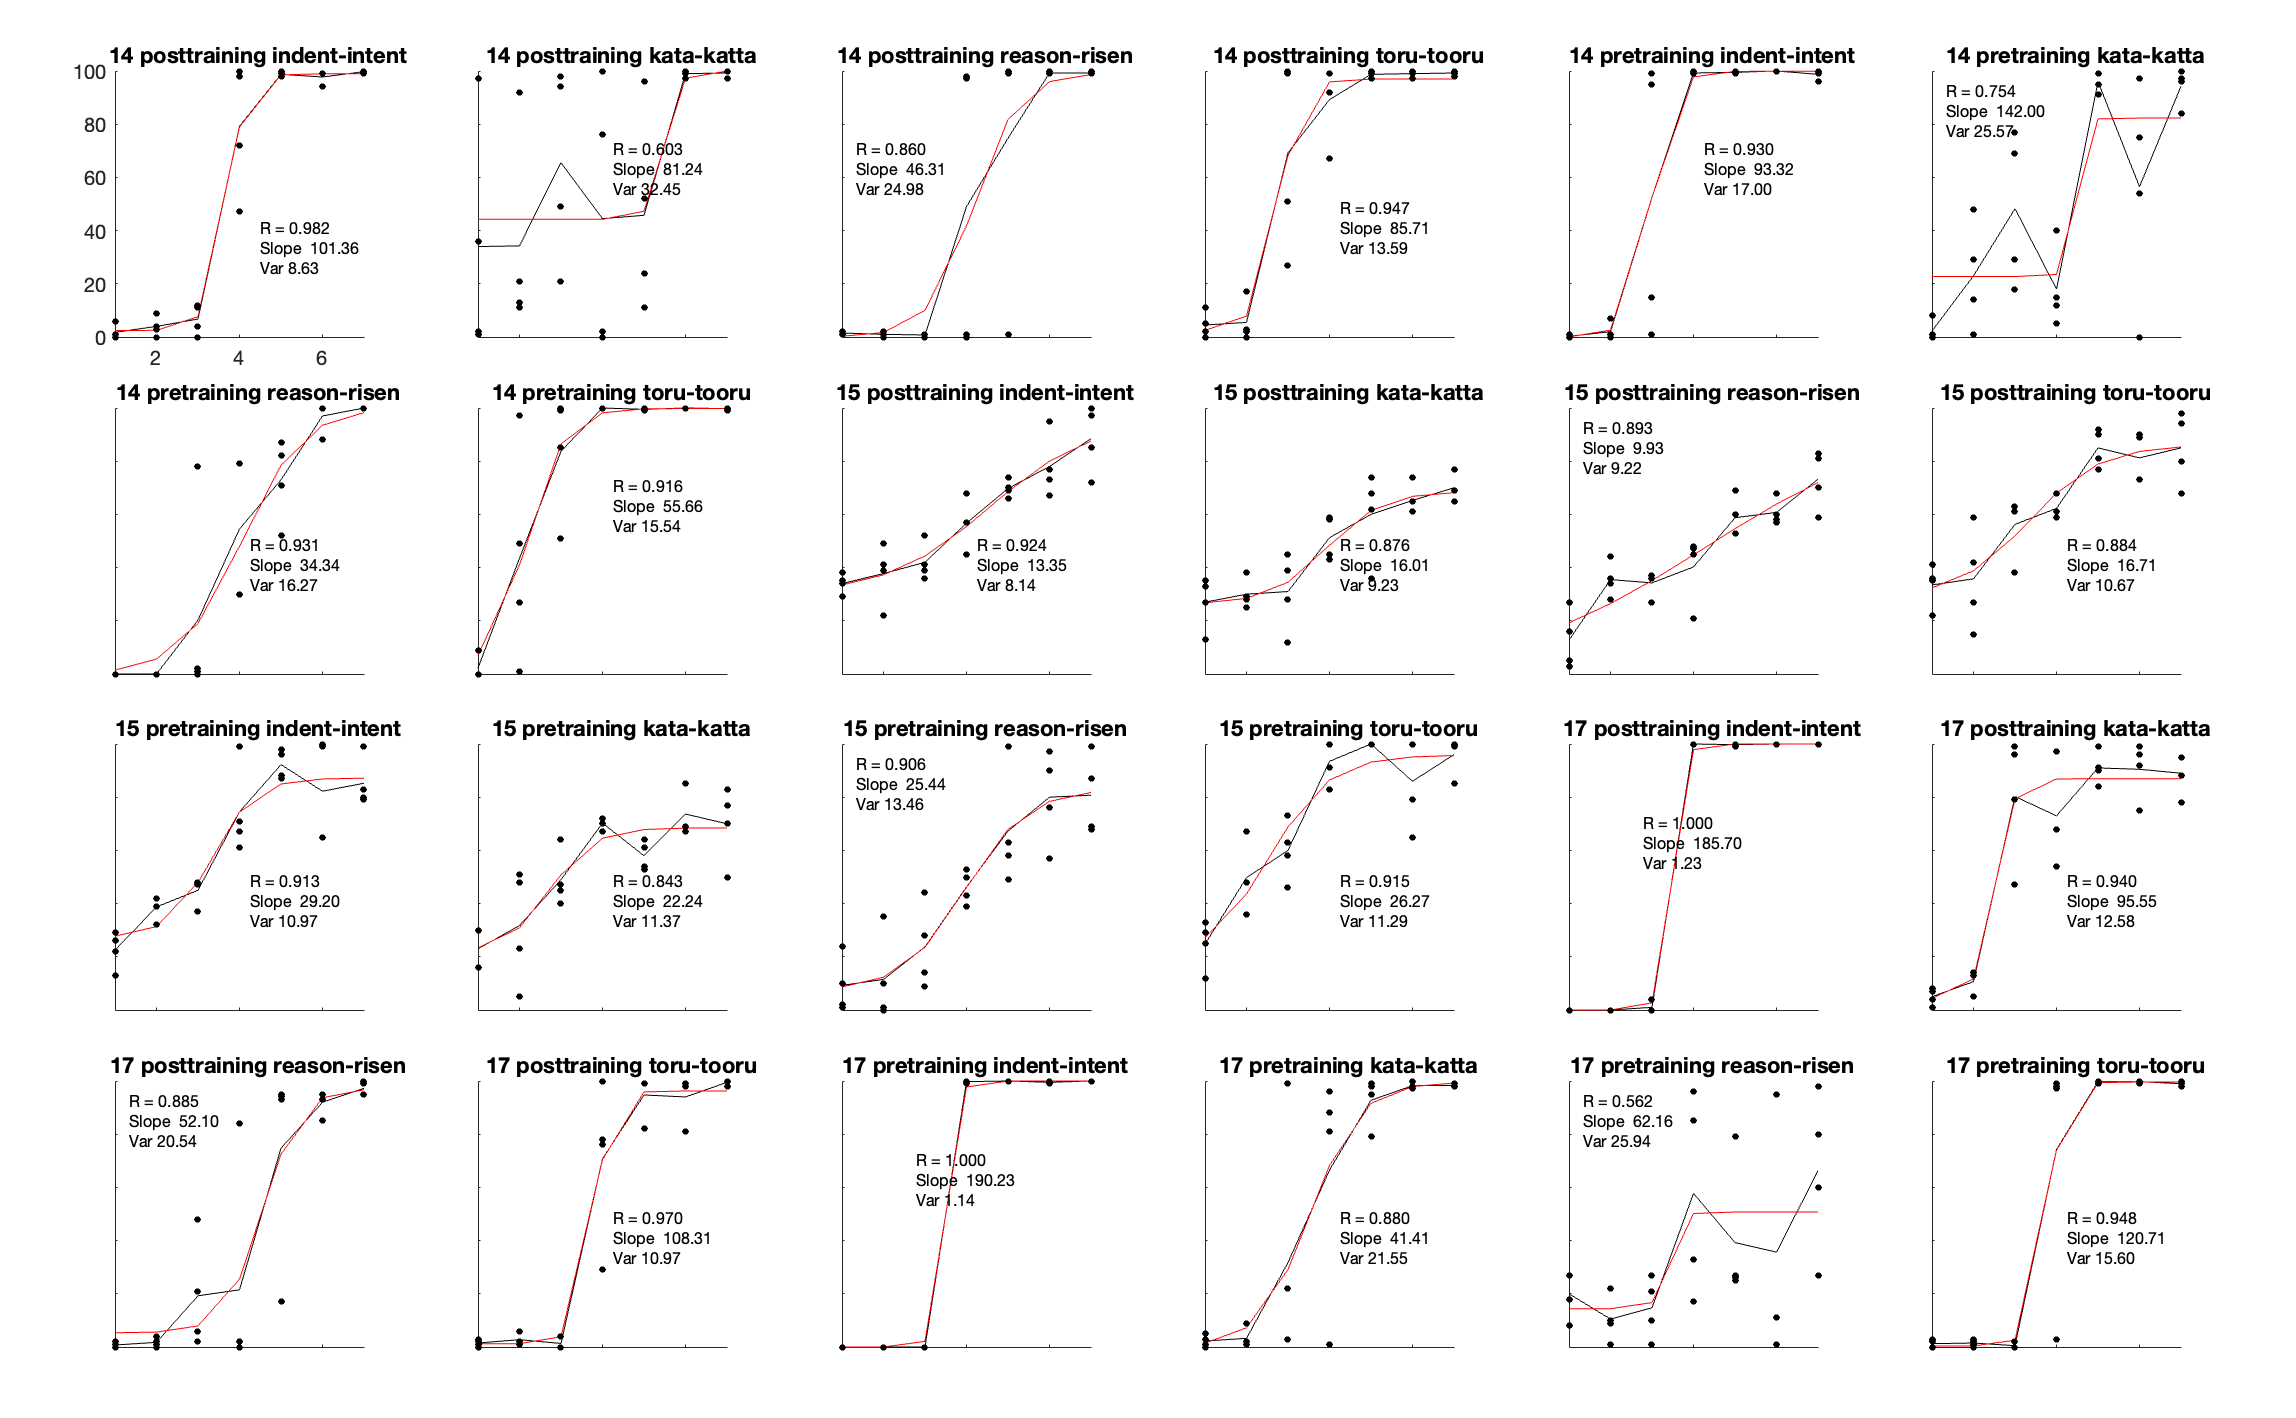 14 posttraining indent-intent
100
80
60
40
20
0
2 4 6
R = 0.982
Slope 101.36
Var 8.63
14 posttraining kata-katta
R = 0.603
Slope 81.24
Var 32.45
14 posttraining reason-risen
R = 0.860
Slope 46.31
Var 24.98
14 posttraining toru-tooru
R = 0.947
Slope 85.71
Var 13.59
14 pretraining indent-intent
R = 0.930
Slope 93.32
Var 17.00
14 pretraining kata-katta
R = 0.754
Slope 142.00
Var 25.57
14 pretraining reason-risen
R = 0.931
Slope 34.34
Var 16.27
14 pretraining toru-tooru
R = 0.916
Slope 55.66
Var 15.54
15 posttraining indent-intent
R = 0.924
Slope 13.35
Var 8.14
15 posttraining kata-katta
R = 0.876
Slope 16.01
Var 9.23
15 posttraining reason-risen
R = 0.893
Slope 9.93
Var 9.22
15 posttraining toru-tooru
R = 0.884
Slope 16.71
Var 10.67
15 pretraining indent-intent
R = 0.913
Slope 29.20
Var 10.97
15 pretraining kata-katta
R = 0.843
Slope 22.24
Var 11.37
15 pretraining reason-risen
R = 0.906
Slope 25.44
Var 13.46
15 pretraining toru-tooru
R = 0.915
Slope 26.27
Var 11.29
17 posttraining indent-intent
R = 1.000
Slope 185.70
Var 1.23
17 posttraining kata-katta
R = 0.940
Slope 95.55
Var 12.58
17 posttraining reason-risen
R = 0.885
Slope 52.10
Var 20.54
17 posttraining toru-tooru
R = 0.970
Slope 108.31
Var 10.97
17 pretraining indent-intent
R = 1.000
Slope 190.23
Var 1.14
17 pretraining kata-katta
R = 0.880
Slope 41.41
Var 21.55
17 pretraining reason-risen
R = 0.562
Slope 62.16
Var 25.94
17 pretraining toru-tooru
R = 0.948
Slope 120.71
Var 15.60